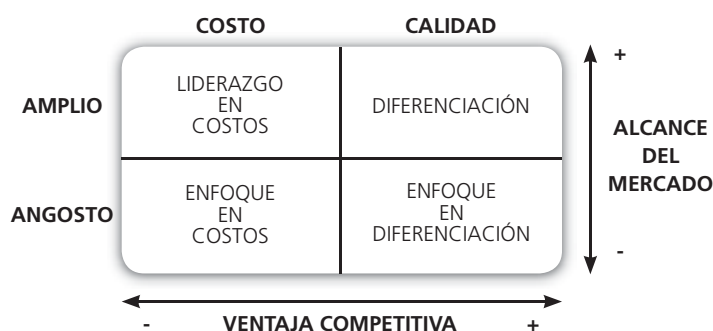 COSTO CALIDAD
+
AMPLIO
LIDERAZGO
EN
COSTOS
DIFERENCIACIÓN
ALCANCE
DEL
MERCADO
ANGOSTO
ENFOQUE
EN
COSTOS
ENFOQUE
EN
DIFERENCIACIÓN
-
- VENTAJA COMPETITIVA +